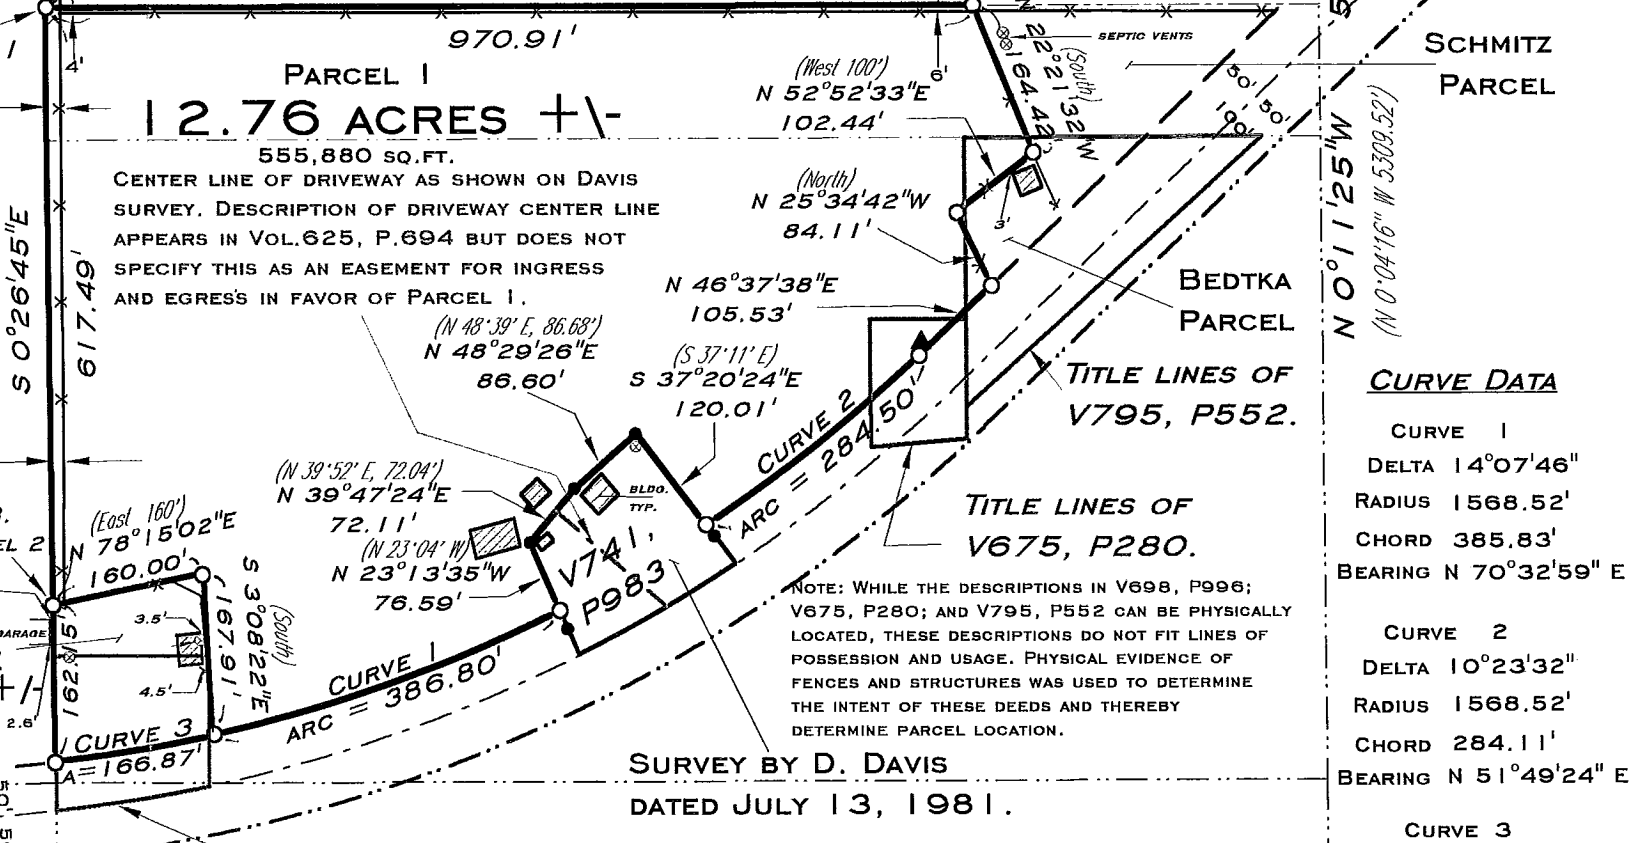 970.91'
4'
6'
PARCEL 1
12.76 ACRES +\-
555,880 SQ.FT.
CENTER LINE OF DRIVEWAY AS SHOWN ON DAVIS
SURVEY. DESCRIPTION OF DRIVEWAY CENTER LINE
APPEARS IN VOL.625, P.694 BUT DOES NOT
SPECIFY THIS AS AN EASEMENT FOR INGRESS
AND EGRESS IN FAVOR OF PARCEL 1.
S 0°26'45"E
617.49'
(West 100')
N 52°52'33"E
102.44'
(North)
N 25°34'42"W
84.11'
N 46°37'38"E
105.53'
SEPTIC VENTS
N 22°21'32"W
164.42'
(South)
3'
50'
50'
100'
SCHMITZ
PARCEL
N 0°11'25"W
(N 0°04'16" W 5309.52')
BEDTKA
PARCEL
TITLE LINES OF
V795, P552.
(N 48°39' E, 86.68')
N 48°29'26"E
86.60'
(S 37°11' E)
S 37°20'24"E
120.01'
CURVE 2
ARC = 284.50'
(N 39°52' E, 72.04')
N 39°47'24"E
72.11'
(N 23°04' W)
N 23°13'35"W
76.59'
BLDG.
TYP.
V741,
P983
TITLE LINES OF
V675, P280.
(East 160')
N 78°15'02"E
160.00'
EL 2
GARAGE
+/-
3.5'
4.5'
2.6'
162.15'
S 3°08'22"E
167.91'
(South)
CURVE 1
ARC = 386.80'
CURVE 3
A=166.87'
NOTE: WHILE THE DESCRIPTIONS IN V698, P996;
V675, P280; AND V795, P552 CAN BE PHYSICALLY
LOCATED, THESE DESCRIPTIONS DO NOT FIT LINES OF
POSSESSION AND USAGE. PHYSICAL EVIDENCE OF
FENCES AND STRUCTURES WAS USED TO DETERMINE
THE INTENT OF THESE DEEDS AND THEREBY
DETERMINE PARCEL LOCATION.
SURVEY BY D. DAVIS
DATED JULY 13, 1981.
CURVE DATA
CURVE 1
DELTA 14°07'46"
RADIUS 1568.52'
CHORD 385.83'
BEARING N 70°32'59" E
CURVE 2
DELTA 10°23'32"
RADIUS 1568.52'
CHORD 284.11'
BEARING N 51°49'24" E
CURVE 3